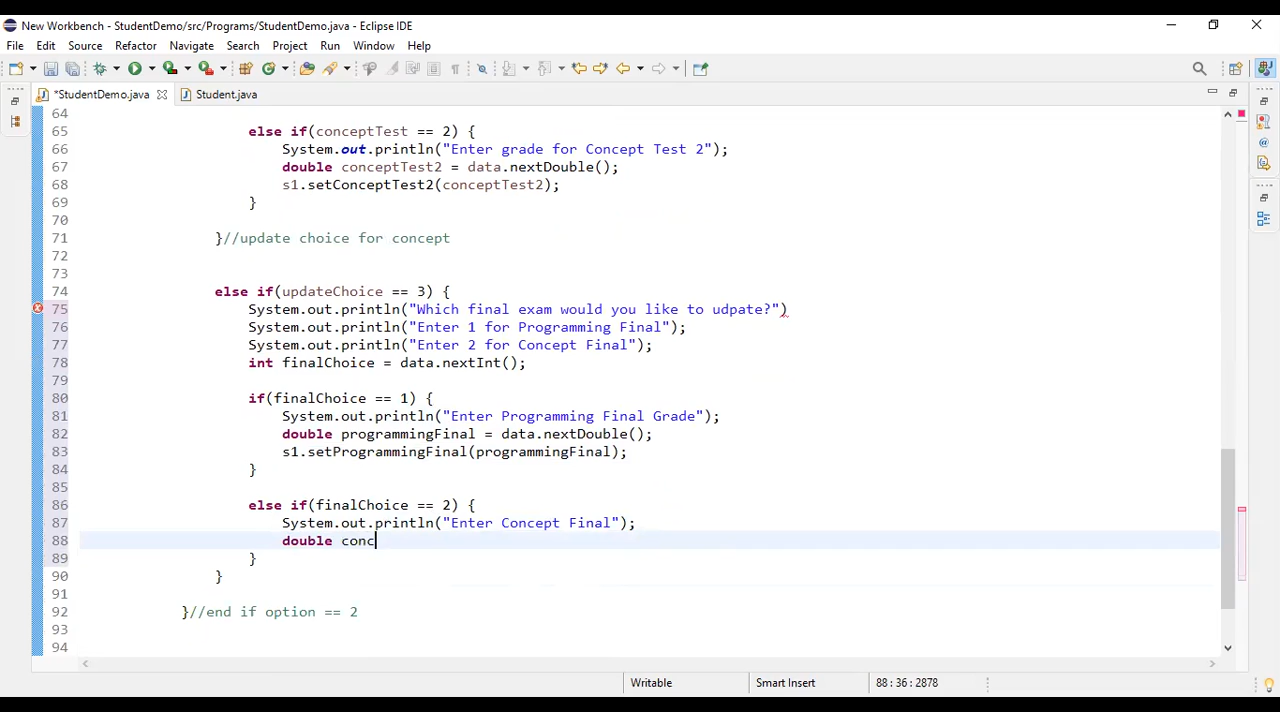 New Workbench - StudentDemo/src/Programs/StudentDemo.java - Eclipse IDE
File Edit Source Refactor Navigate Search Project Run Window Help
*StudentDemo.java Student.java
64
65 else if(conceptTest == 2) {
66 System.out.println("Enter grade for Concept Test 2");
67 double conceptTest2 = data.nextDouble();
68 s1.setConceptTest2(conceptTest2);
69 }
70
71 }//update choice for concept
72
73
74 else if(updateChoice == 3) {
75 System.out.println("Which final exam would you like to udpate?")
76 System.out.println("Enter 1 for Programming Final");
77 System.out.println("Enter 2 for Concept Final");
78 int finalChoice = data.nextInt();
79
80 if(finalChoice == 1) {
81 System.out.println("Enter Programming Final Grade");
82 double programmingFinal = data.nextDouble();
83 s1.setProgrammingFinal(programmingFinal);
84 }
85
86 else if(finalChoice == 2) {
87 System.out.println("Enter Concept Final");
88 double conc
89 }
90 }
91
92 }//end if option == 2
93
94
Writable Smart Insert 88 : 36 : 2878